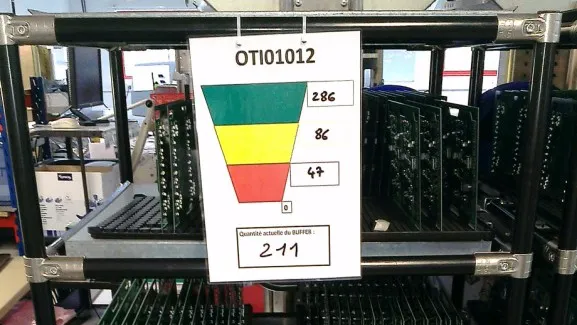 OTI01012
286
86
47
0
Quantité actuelle du BUFFER :
211